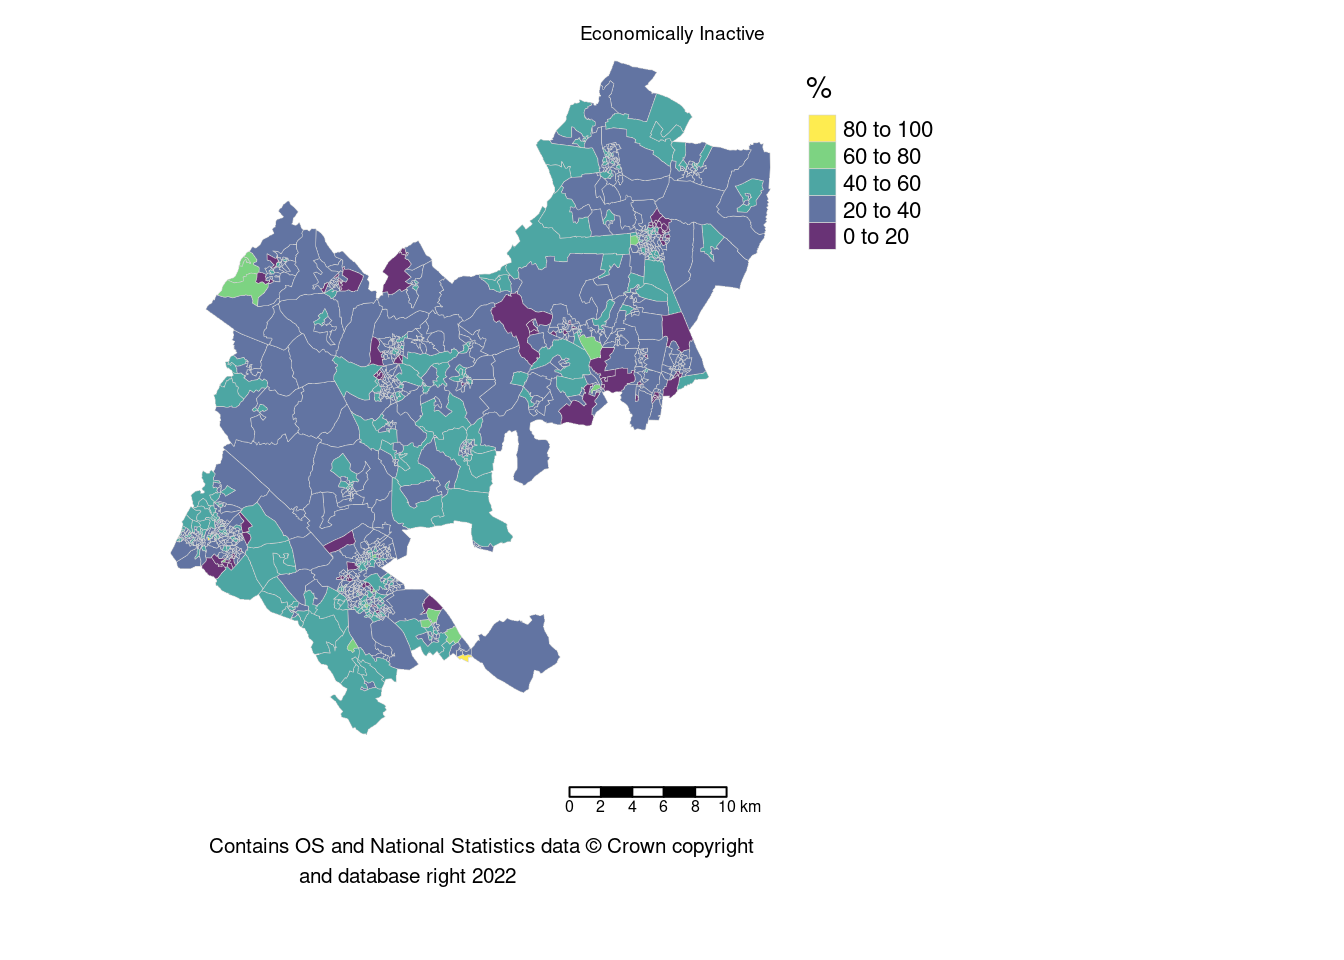 Economically Inactive
%
80 to 100
60 to 80
40 to 60
20 to 40
0 to 20
0 2 4 6 8 10 km
Contains OS and National Statistics data © Crown copyright
and database right 2022